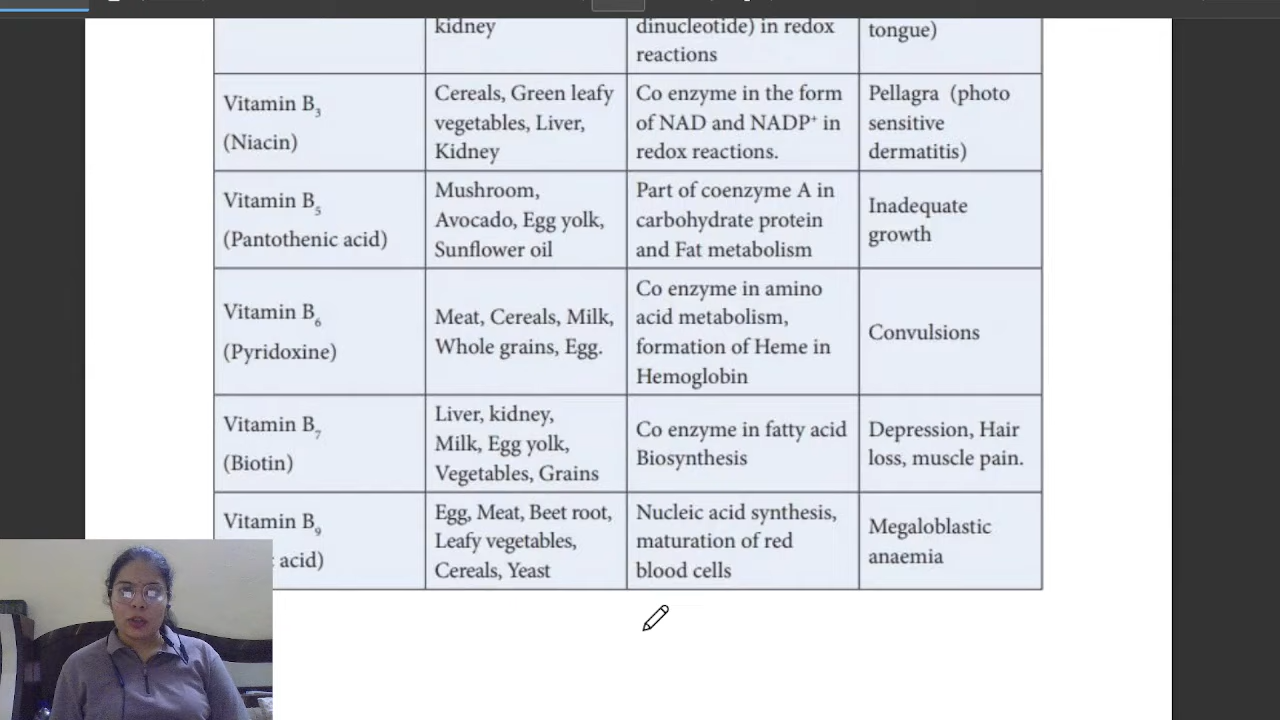 kidney
dinucleotide) in redox
reactions
tongue)
Vitamin B₃
(Niacin)
Cereals, Green leafy
vegetables, Liver,
Kidney
Co enzyme in the form
of NAD and NADP⁺ in
redox reactions.
Pellagra (photo
sensitive
dermatitis)
Vitamin B₅
(Pantothenic acid)
Mushroom,
Avocado, Egg yolk,
Sunflower oil
Part of coenzyme A in
carbohydrate protein
and Fat metabolism
Inadequate
growth
Vitamin B₆
(Pyridoxine)
Meat, Cereals, Milk,
Whole grains, Egg.
Co enzyme in amino
acid metabolism,
formation of Heme in
Hemoglobin
Convulsions
Vitamin B₇
(Biotin)
Liver, kidney,
Milk, Egg yolk,
Vegetables, Grains
Co enzyme in fatty acid
Biosynthesis
Depression, Hair
loss, muscle pain.
Vitamin B₉
acid)
Egg, Meat, Beet root,
Leafy vegetables,
Cereals, Yeast
Nucleic acid synthesis,
maturation of red
blood cells
Megaloblastic
anaemia